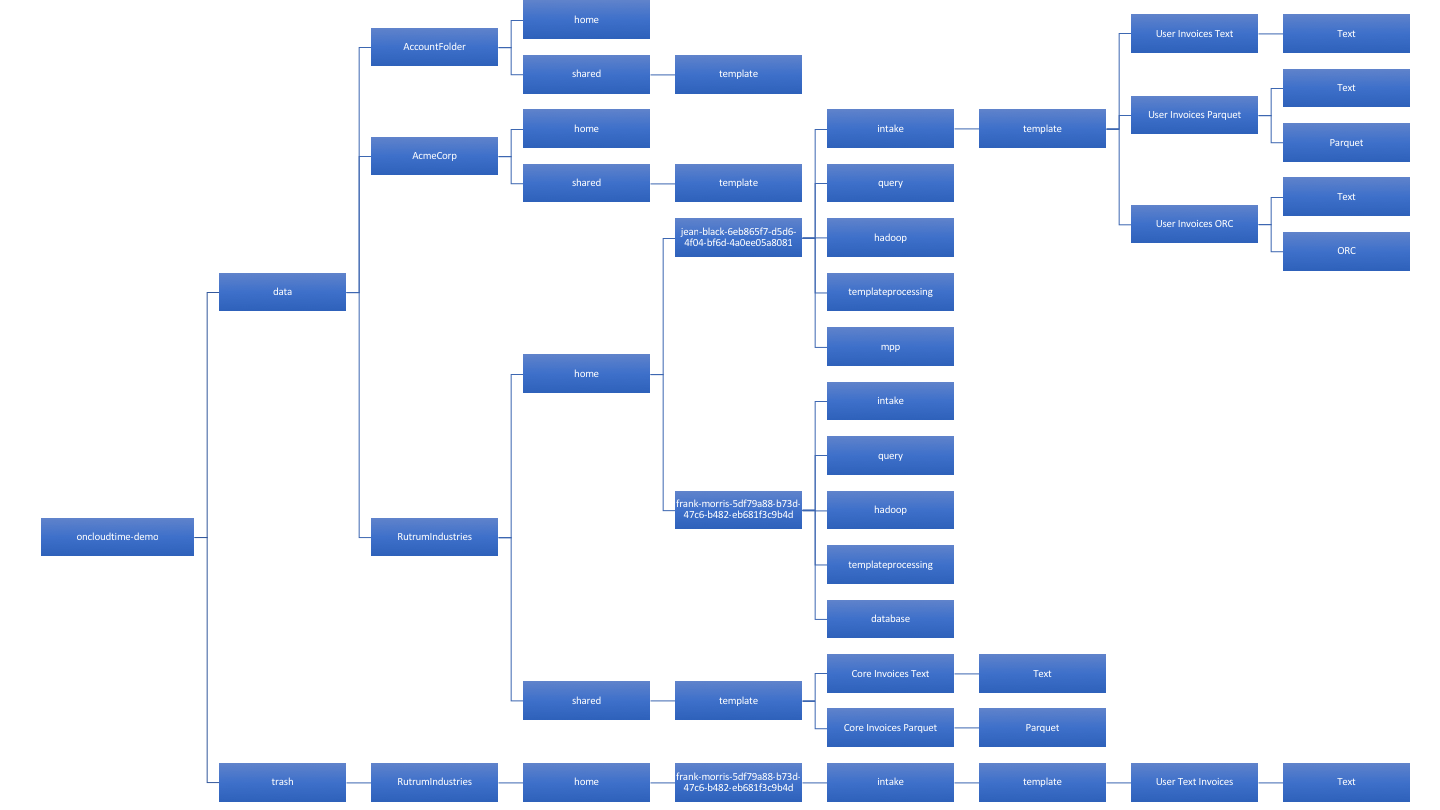 home
AccountFolder
shared
template
home
AcmeCorp
shared
template
User Invoices Text
Text
User Invoices Parquet
Text
Parquet
intake
template
User Invoices ORC
Text
ORC
query
jean-black-6eb865f7-d5d6-
4f04-bf6d-4a0ee05a8081
hadoop
templateprocessing
mpp
data
home
intake
query
frank-morris-5df79a88-b73d-
47c6-b482-eb681f3c9b4d
hadoop
templateprocessing
database
oncloudtime-demo
RutrumIndustries
shared
template
Core Invoices Text
Text
Core Invoices Parquet
Parquet
trash
RutrumIndustries
home
frank-morris-5df79a88-b73d-
47c6-b482-eb681f3c9b4d
intake
template
User Text Invoices
Text